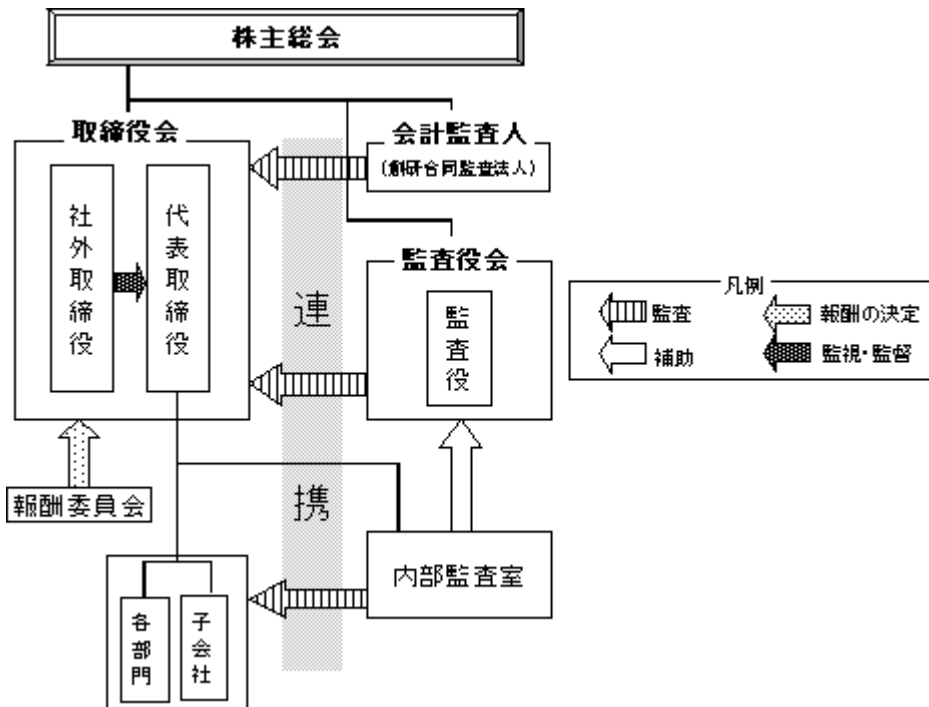 株主総会
取締役会
会計監査人
(創研合同監査法人)
社外取締役
代表取締役
監査役会
監査役
連
携
凡例
監査
報酬の決定
補助
監視・監督
報酬委員会
内部監査室
各部門
子会社